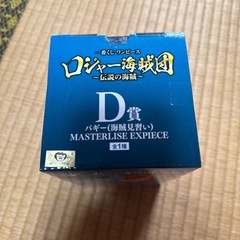 一番くじ ワンピース
ロジャー海賊団
～伝説の海賊～
D賞
バギー(海賊見習い)
MASTERLISE EXPIECE
全1種